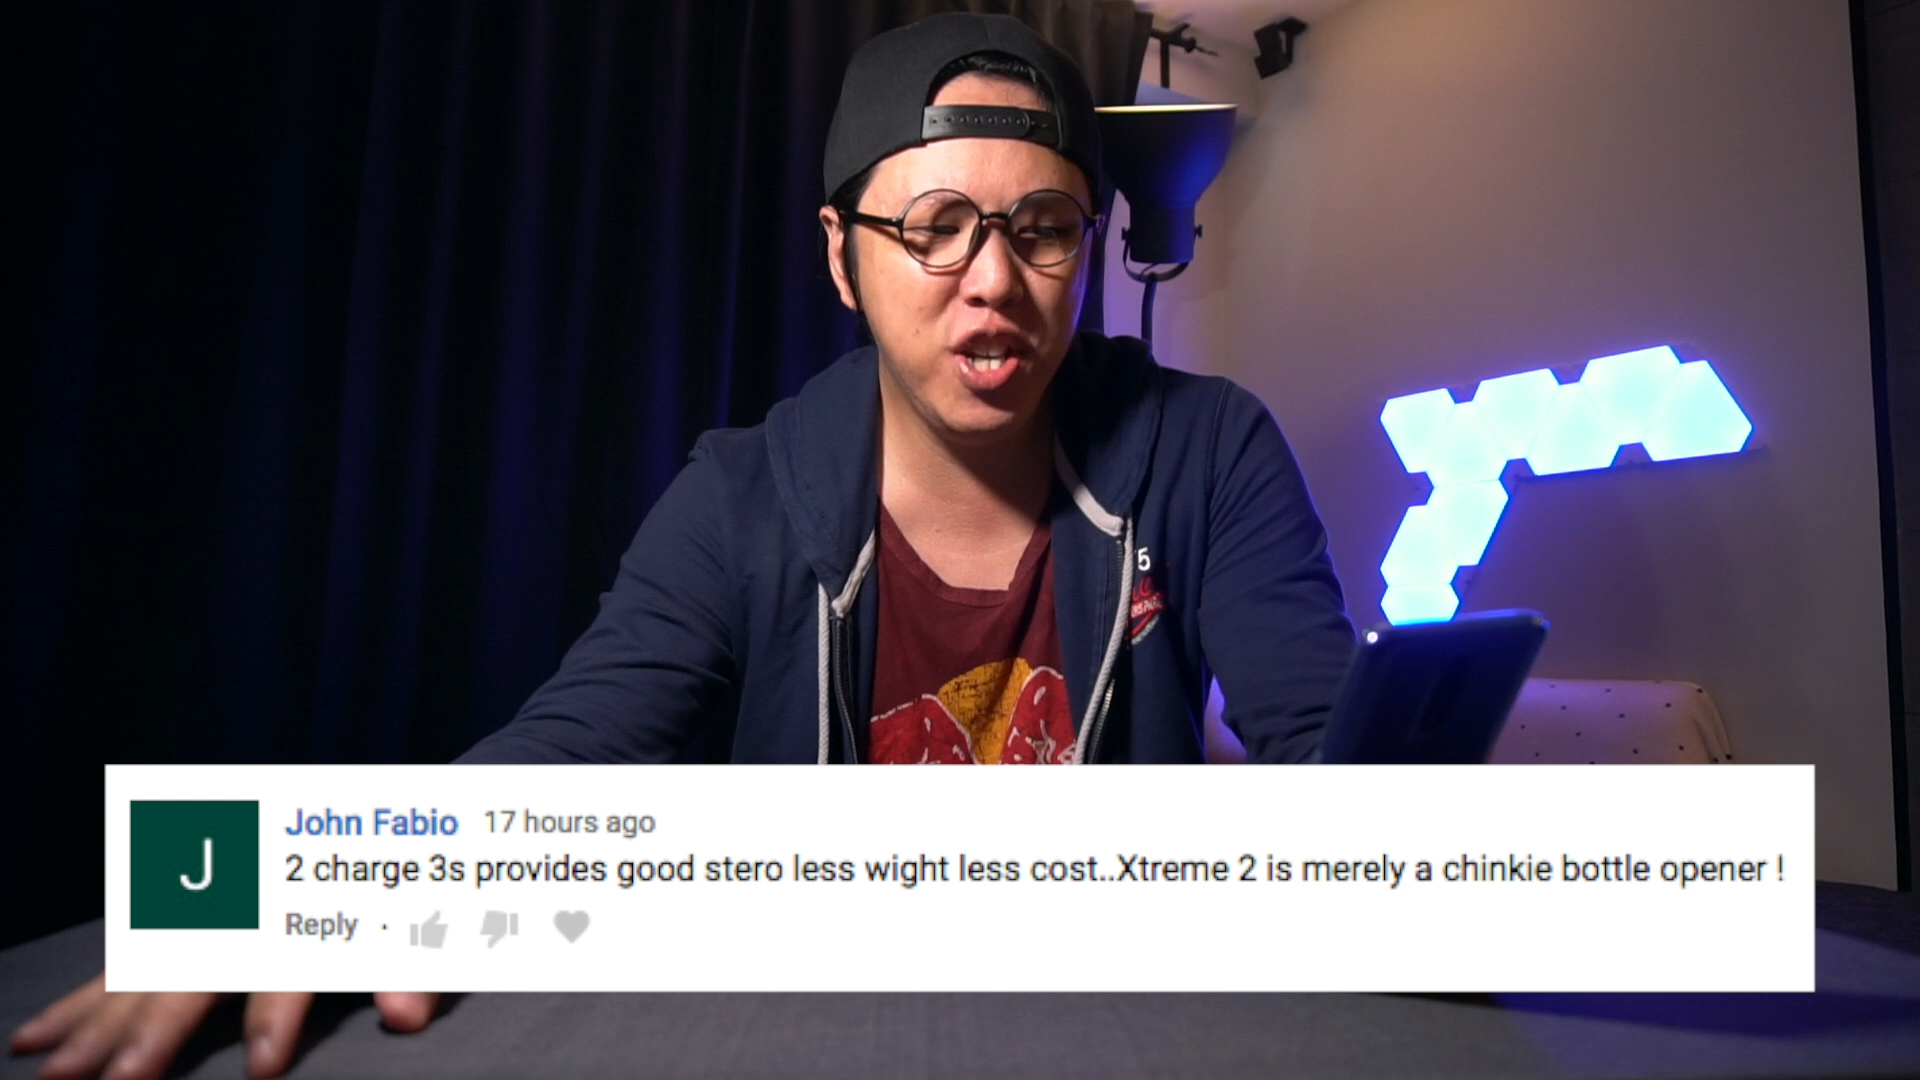 5
J
John Fabio 17 hours ago
2 charge 3s provides good stero less wight less cost..Xtreme 2 is merely a chinkie bottle opener !
Reply ·